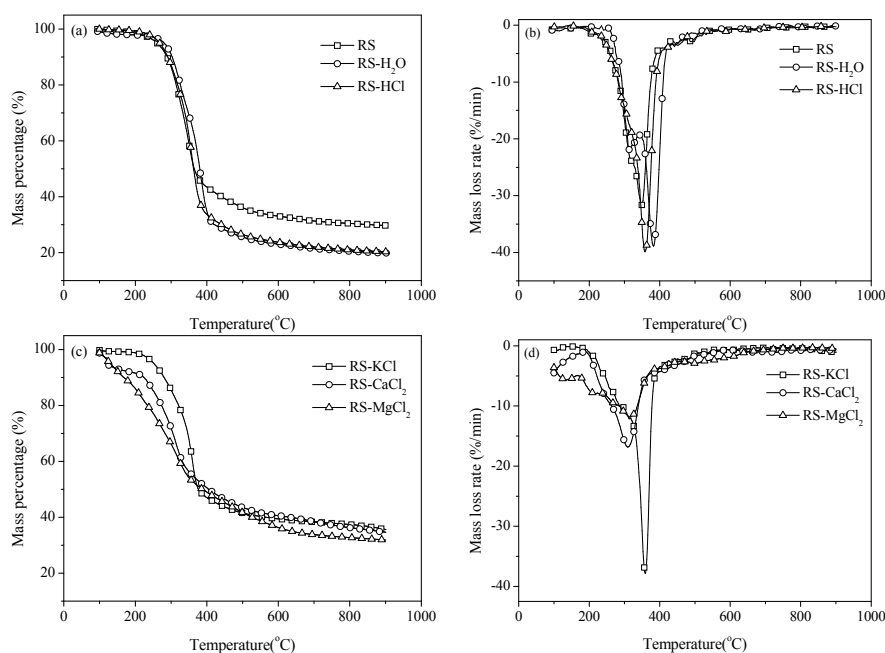 (a)
RS
RS-H₂O
RS-HCl
Mass percentage (%)
100
80
60
40
20
0 200 400 600 800 1000
Temperature(°C)
(b)
RS
RS-H₂O
RS-HCl
Mass loss rate (%/min)
0
-10
-20
-30
-40
0 200 400 600 800 1000
Temperature(°C)
(c)
RS-KCl
RS-CaCl₂
RS-MgCl₂
Mass percentage (%)
100
80
60
40
20
0 200 400 600 800 1000
Temperature(°C)
(d)
RS-KCl
RS-CaCl₂
RS-MgCl₂
Mass loss rate (%/min)
0
-10
-20
-30
-40
0 200 400 600 800 1000
Temperature(°C)